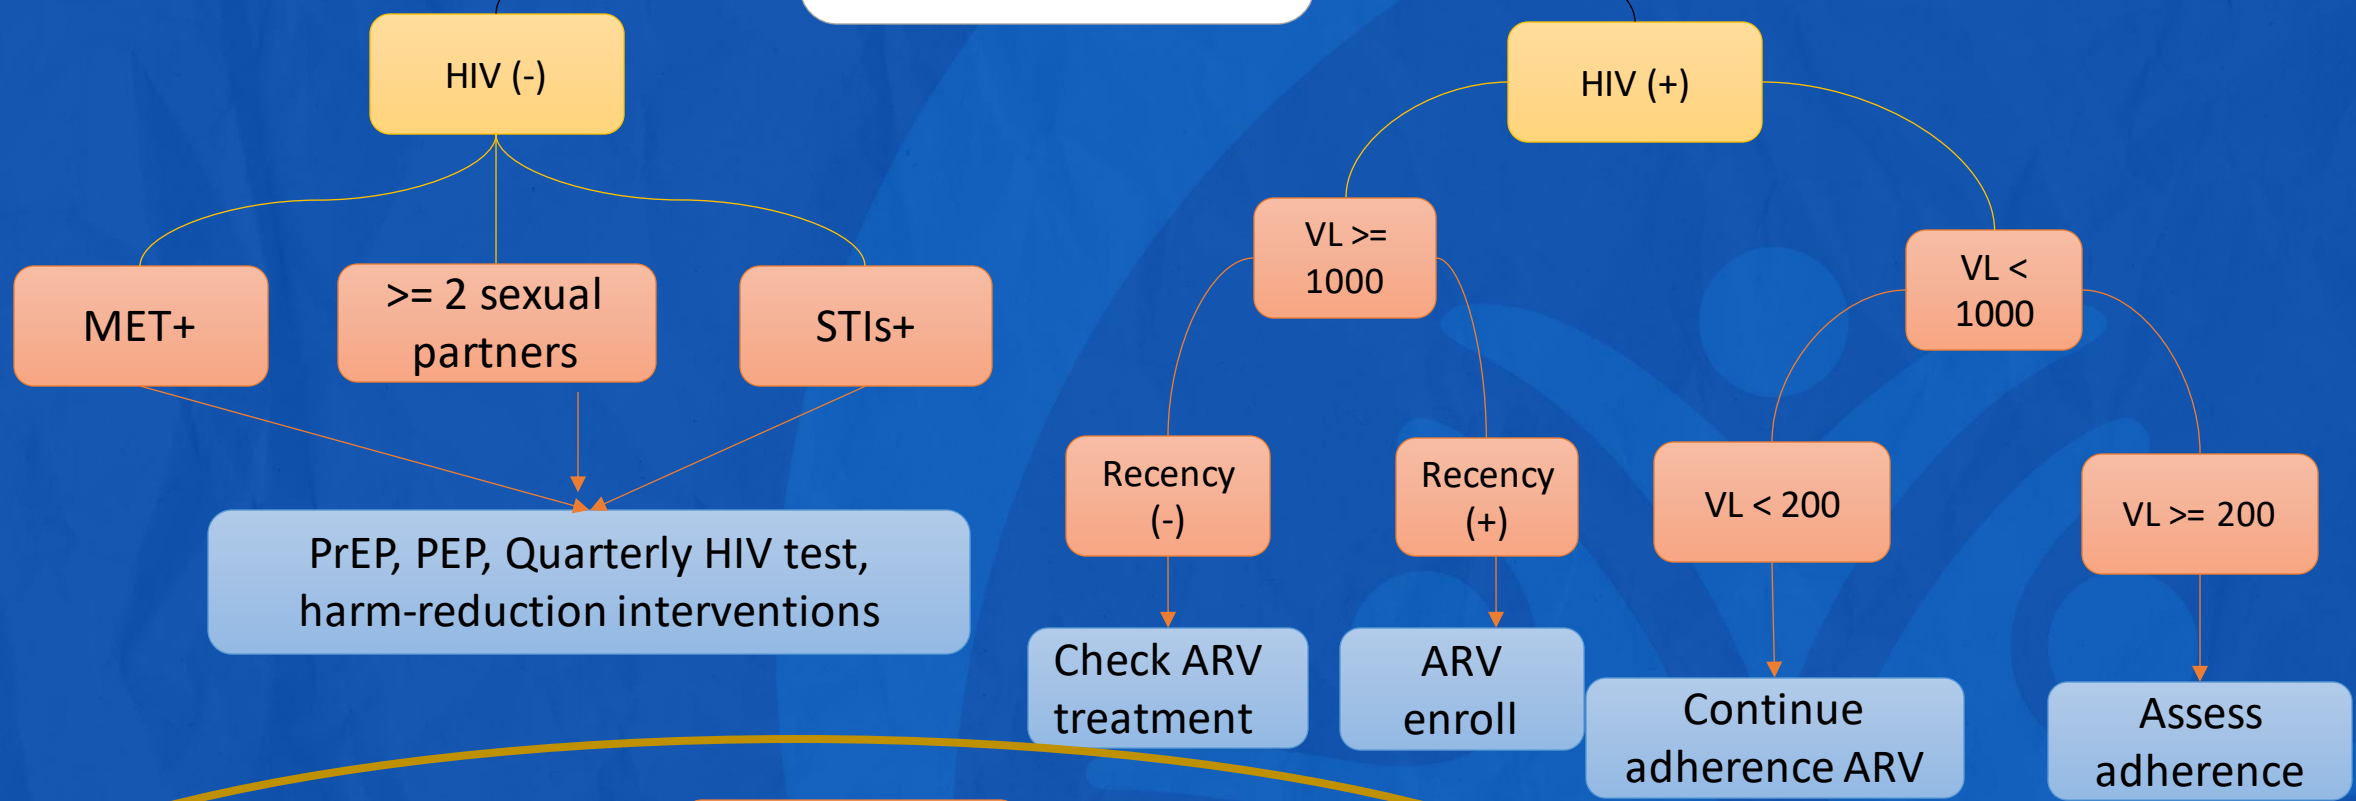 HIV (-)
HIV (+)
MET+
>= 2 sexual
partners
STIs+
VL >=
1000
VL <
1000
Recency
(-)
Recency
(+)
VL < 200
VL >= 200
PrEP, PEP, Quarterly HIV test,
harm-reduction interventions
Check ARV
treatment
ARV
enroll
Continue
adherence ARV
Assess
adherence